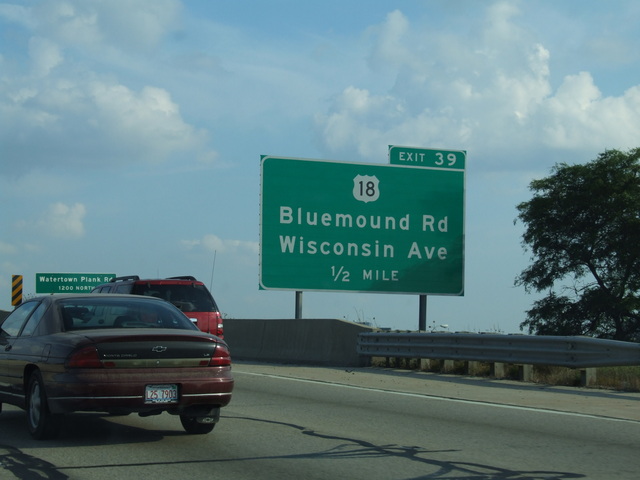 EXIT 39
18
Bluemound Rd
Wisconsin Ave
1/2 MILE
Watertown Plank Rd
1200 NORTH